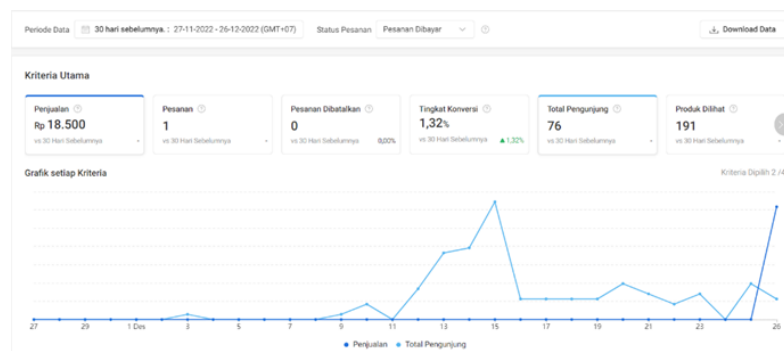 Periode Data 30 hari sebelumnya. : 27-11-2022 - 26-12-2022 (GMT+07) Status Pesanan Pesanan Dibayar Download Data
Kriteria Utama
Penjualan Pesanan Pesanan Dibatalkan Tingkat Konversi Total Pengunjung Produk Dilihat
Rp 18.500 1 0 1,32% 76 191
vs 30 Hari Sebelumnya - vs 30 Hari Sebelumnya - vs 30 Hari Sebelumnya 0,00% vs 30 Hari Sebelumnya ▲1,32% vs 30 Hari Sebelumnya - vs 30 Hari Sebelumnya -
Grafik setiap Kriteria Kriteria Dipilih 2 /4
27 29 1 Des 3 5 7 9 11 13 15 17 19 21 23 26
Penjualan Total Pengunjung